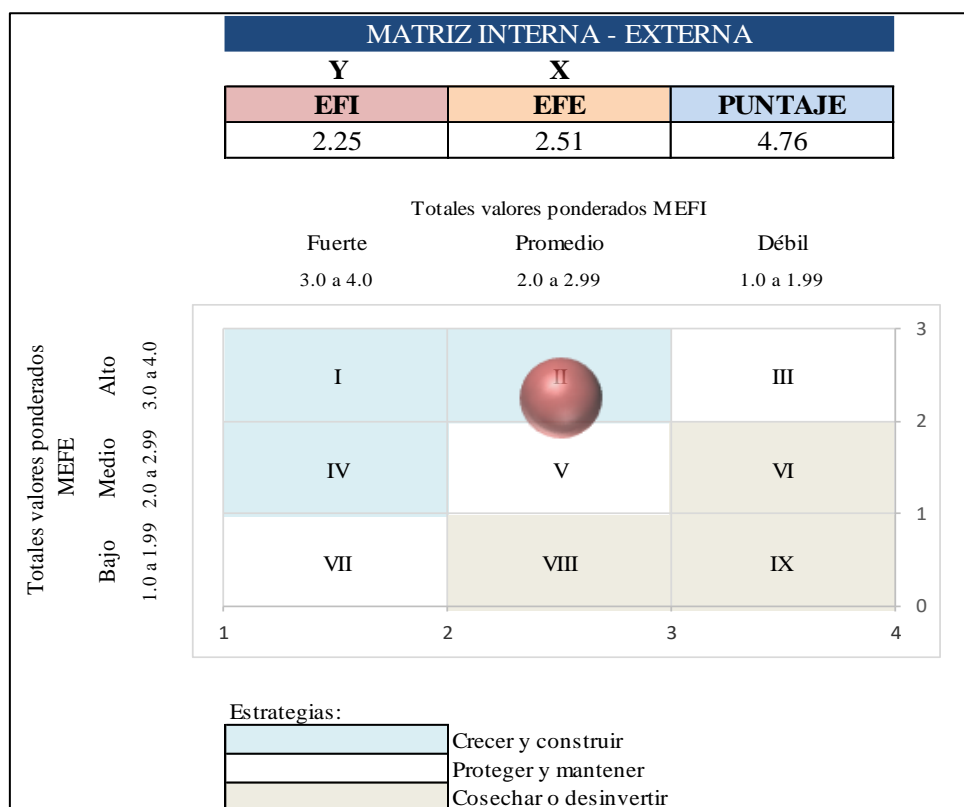 MATRIZ INTERNA - EXTERNA
Y X
EFI EFE PUNTAJE
2.25 2.51 4.76
Totales valores ponderados MEFI
Fuerte Promedio Débil
3.0 a 4.0 2.0 a 2.99 1.0 a 1.99
Totales valores ponderados
MEFE
Alto
3.0 a 4.0
Medio
2.0 a 2.99
Bajo
1.0 a 1.99
I II III
IV V VI
VII VIII IX
3
2
1
0
1 2 3 4
Estrategias:
Crecer y construir
Proteger y mantener
Cosechar o desinvertir